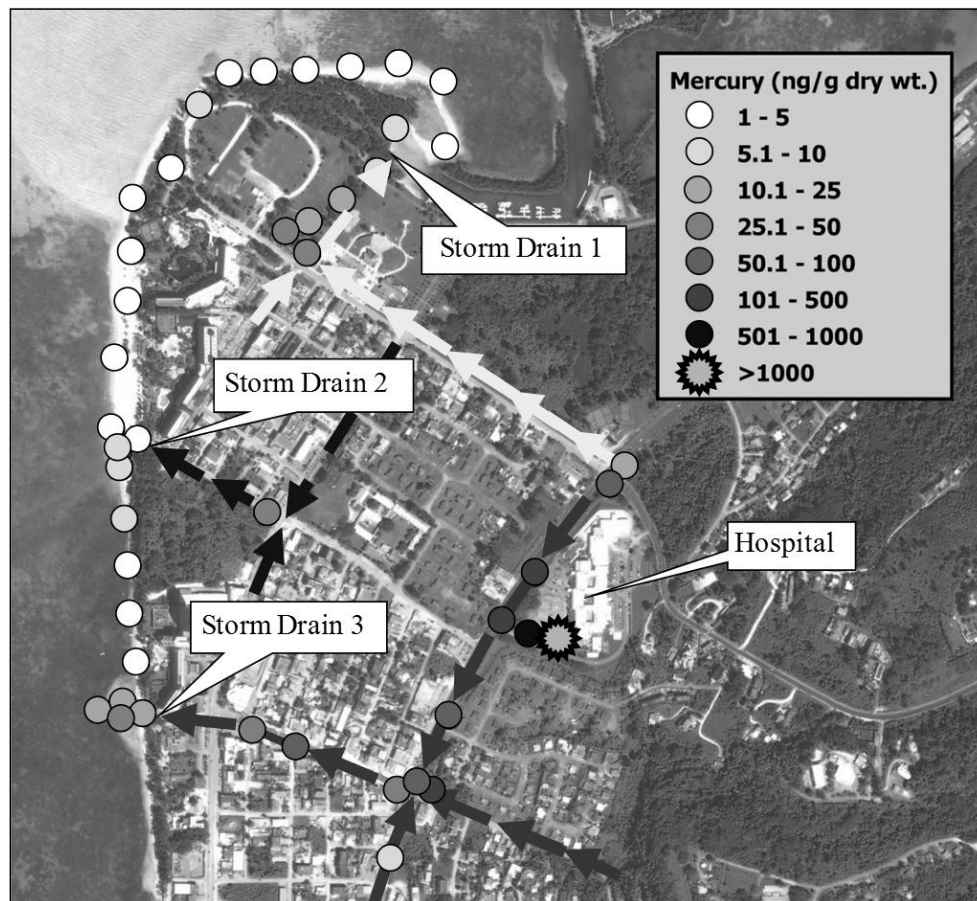 Mercury (ng/g dry wt.)
1 - 5
5.1 - 10
10.1 - 25
25.1 - 50
50.1 - 100
101 - 500
501 - 1000
>1000
Storm Drain 1
Storm Drain 2
Hospital
Storm Drain 3